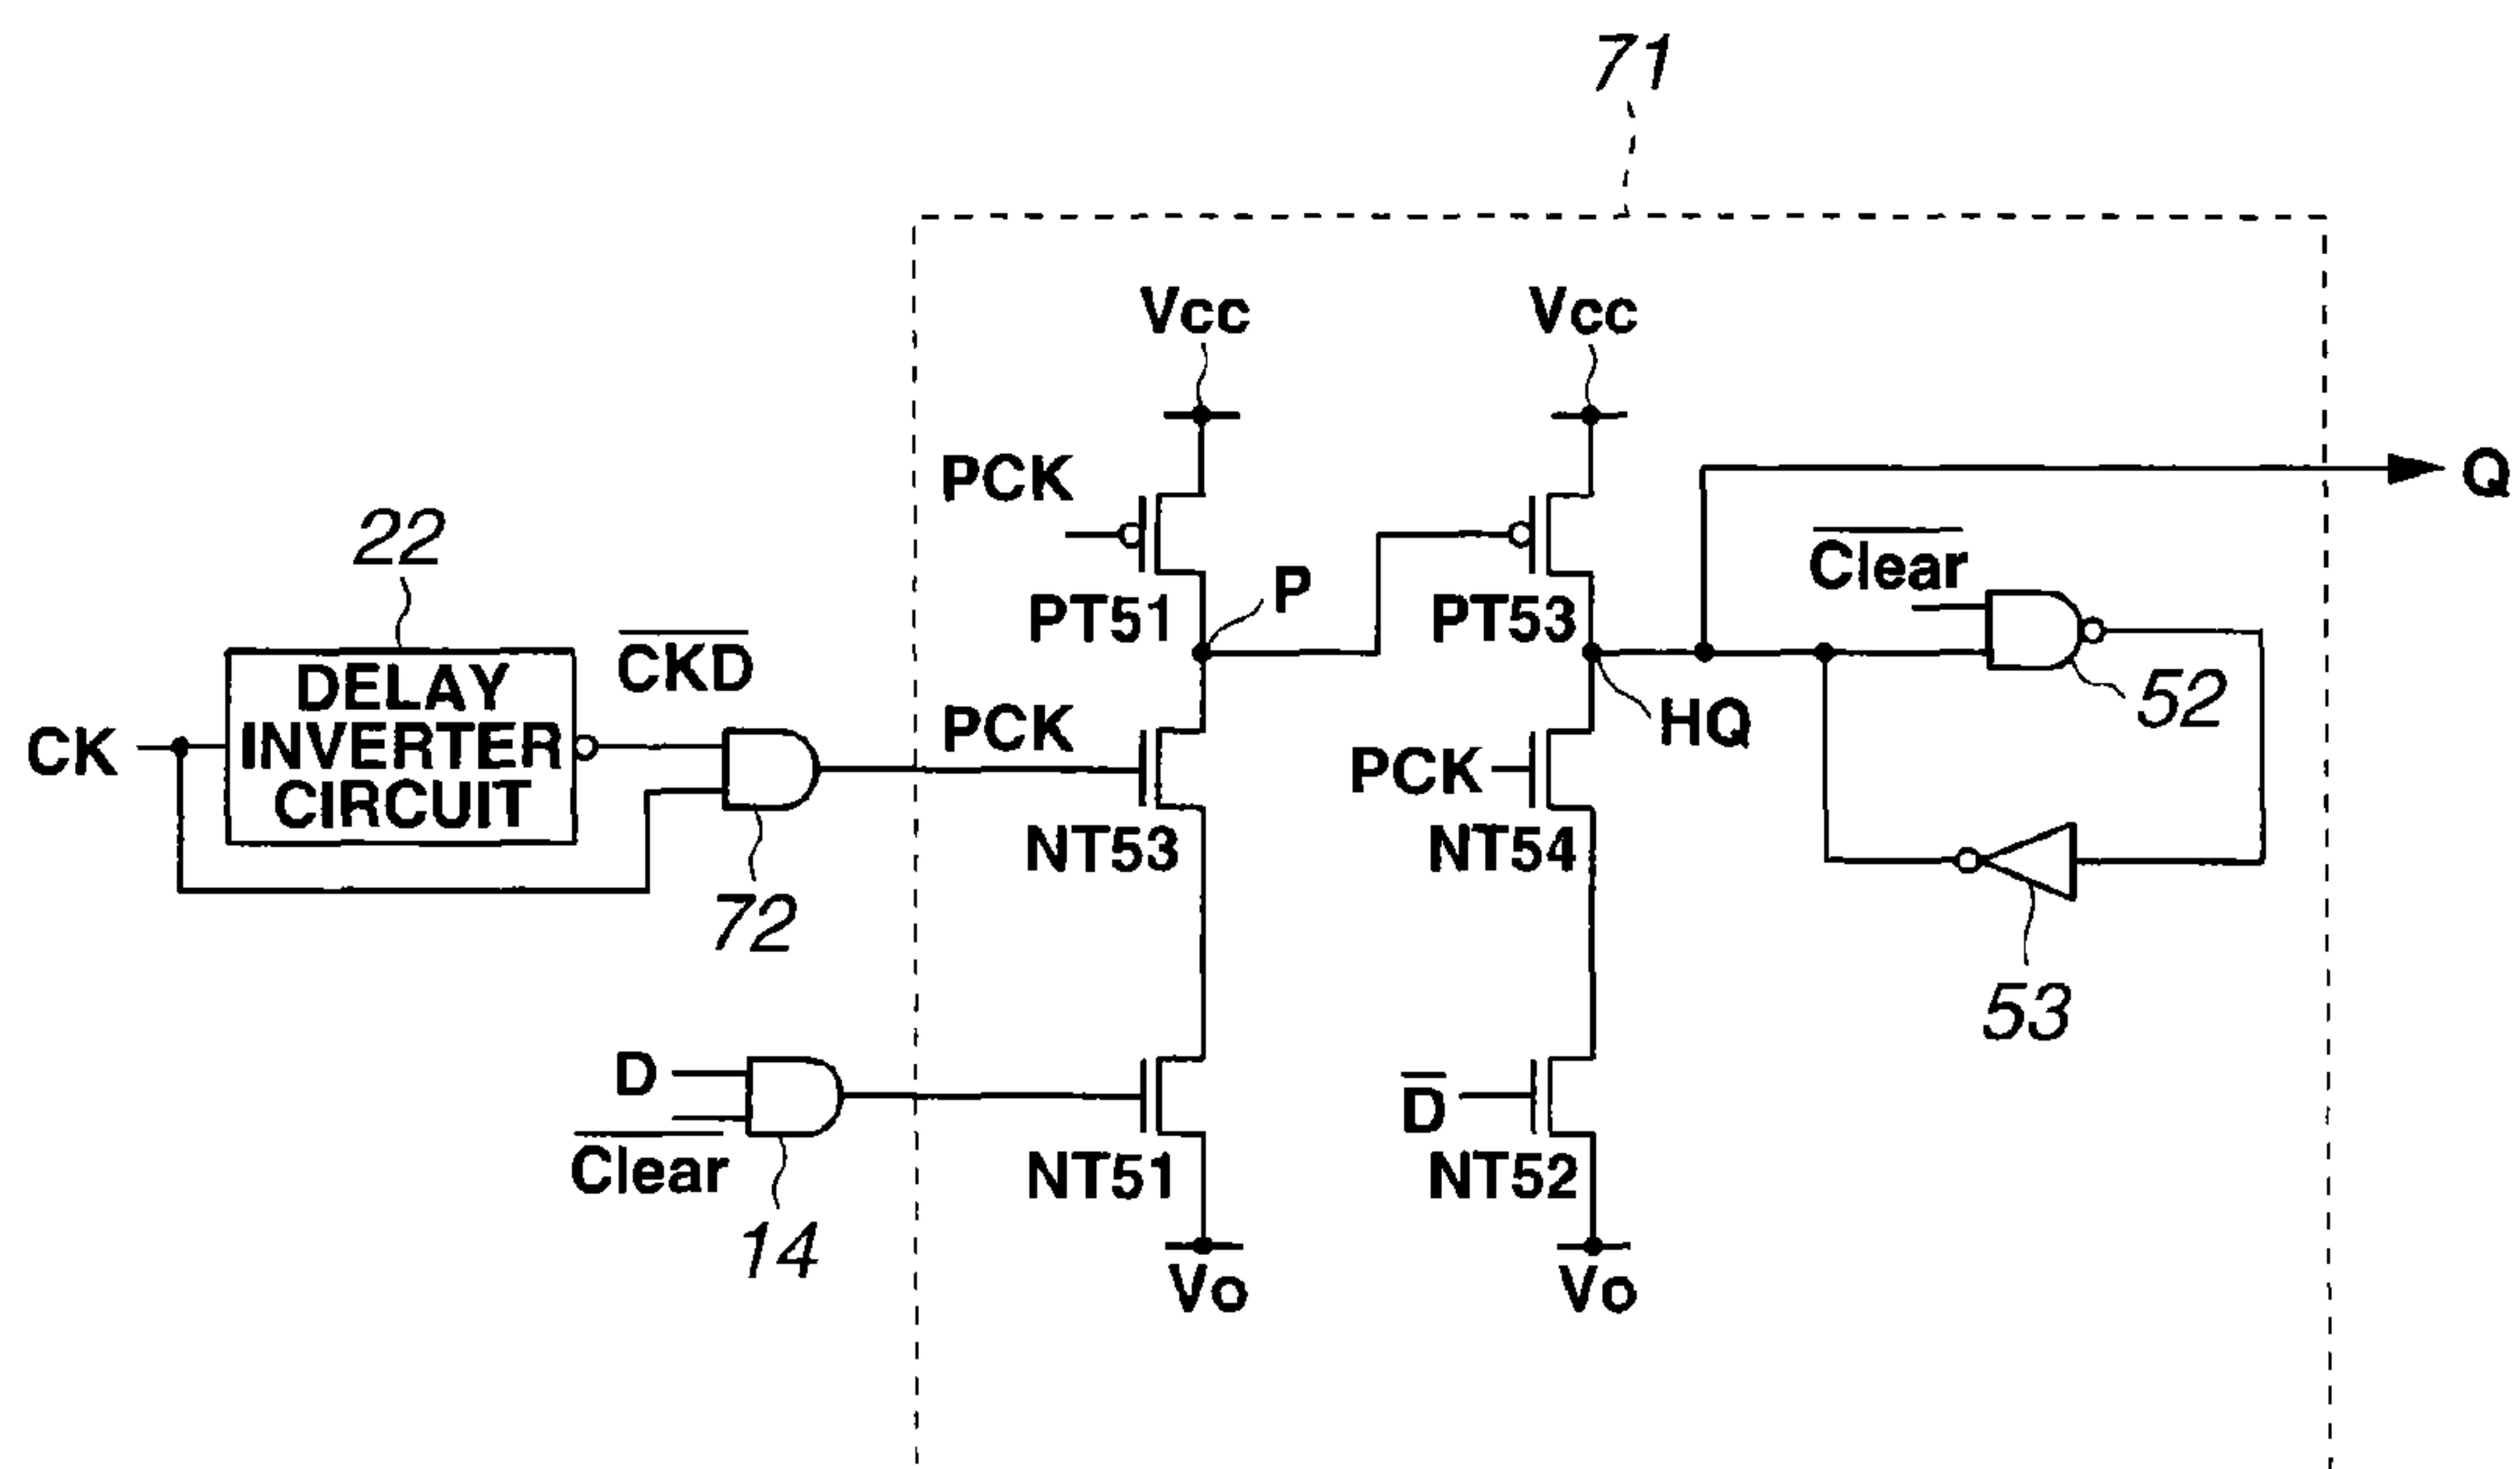 71
Vcc
Vcc
PCK
Q
22
Clear
P
PT51
PT53
CKD
DELAY
INVERTER
CIRCUIT
CK
PCK
HQ
52
PCK
NT53
NT54
72
53
D
D
Clear
NT51
NT52
14
Vo
Vo